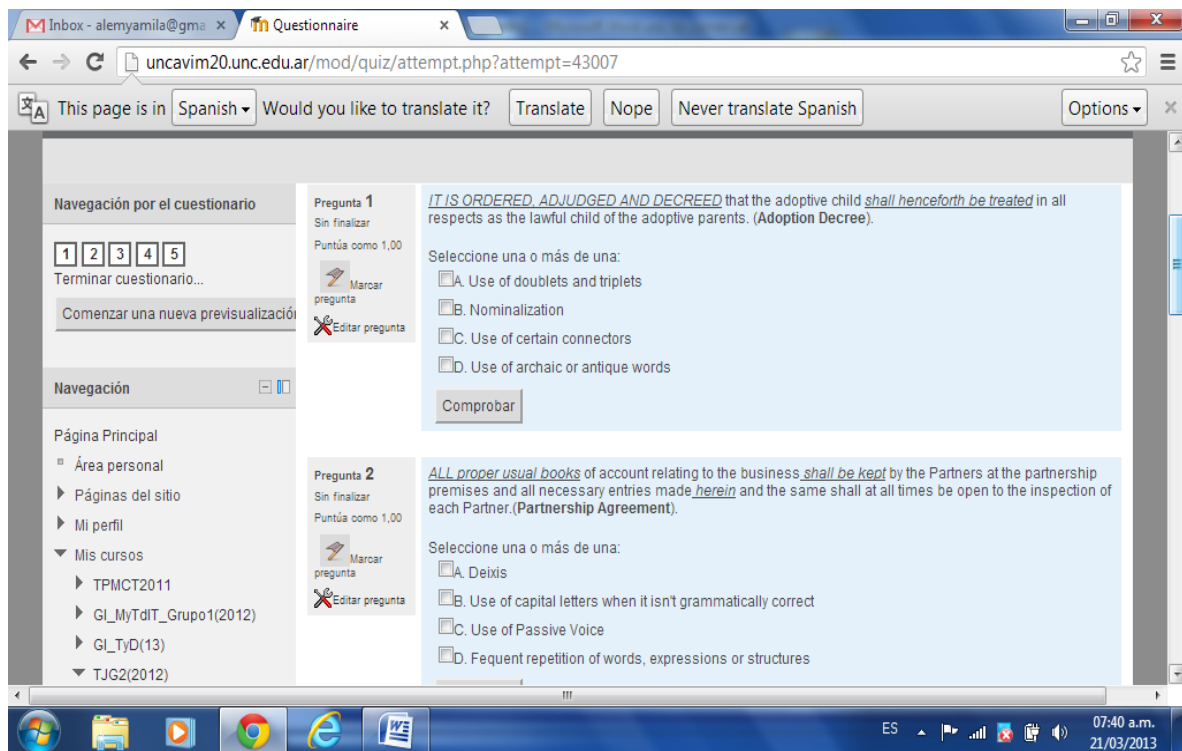 Inbox - alemyamila@gma
Questionnaire
uncavim20.unc.edu.ar/mod/quiz/attempt.php?attempt=43007
This page is in Spanish Would you like to translate it? Translate Nope Never translate Spanish Options
Navegación por el cuestionario
1 2 3 4 5
Terminar cuestionario...
Comenzar una nueva previsualización
Navegación
Página Principal
Área personal
Páginas del sitio
Mi perfil
Mis cursos
TPMCT2011
GI_MyTdIT_Grupo1(2012)
GI_TyD(13)
TJG2(2012)
Pregunta 1
Sin finalizar
Puntúa como 1,00
Marcar
pregunta
Editar pregunta
IT IS ORDERED, ADJUDGED AND DECREED that the adoptive child shall henceforth be treated in all
respects as the lawful child of the adoptive parents. (Adoption Decree).
Seleccione una o más de una:
A. Use of doublets and triplets
B. Nominalization
C. Use of certain connectors
D. Use of archaic or antique words
Comprobar
Pregunta 2
Sin finalizar
Puntúa como 1,00
Marcar
pregunta
Editar pregunta
ALL proper usual books of account relating to the business shall be kept by the Partners at the partnership
premises and all necessary entries made herein and the same shall at all times be open to the inspection of
each Partner.(Partnership Agreement).
Seleccione una o más de una:
A. Deixis
B. Use of capital letters when it isn't grammatically correct
C. Use of Passive Voice
D. Fequent repetition of words, expressions or structures
ES
07:40 a.m.
21/03/2013